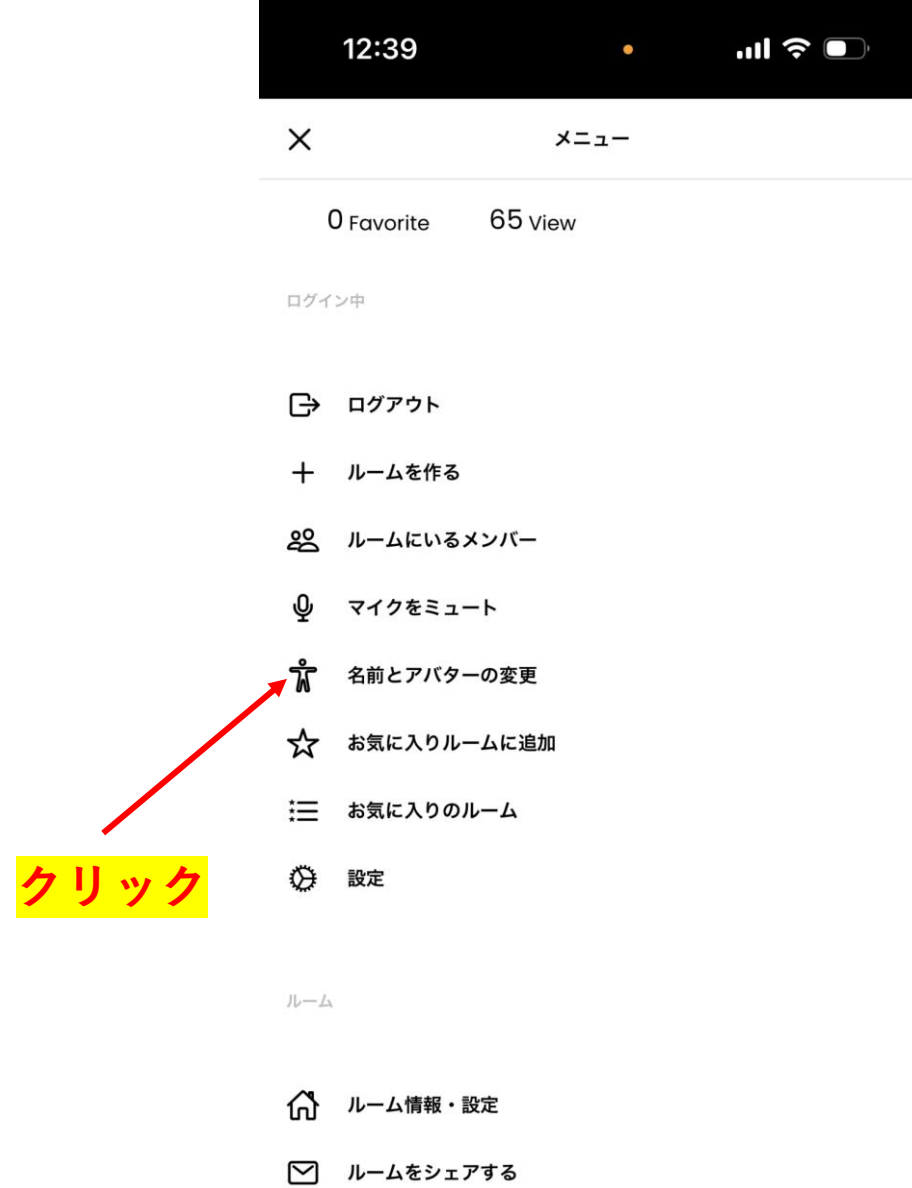 12:39
メニュー
0 Favorite 65 View
ログイン中
ログアウト
ルームを作る
ルームにいるメンバー
マイクをミュート
名前とアバターの変更
お気に入りルームに追加
お気に入りのルーム
クリック
設定
ルーム
ルーム情報・設定
ルームをシェアする